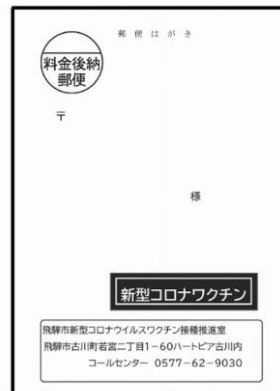 郵便はがき
料金後納
郵便
〒
様
新型コロナワクチン
飛騨市新型コロナウイルスワクチン接種推進室
飛騨市古川町若宮二丁目1-60ハートピア古川内
コールセンター 0577-62-9030